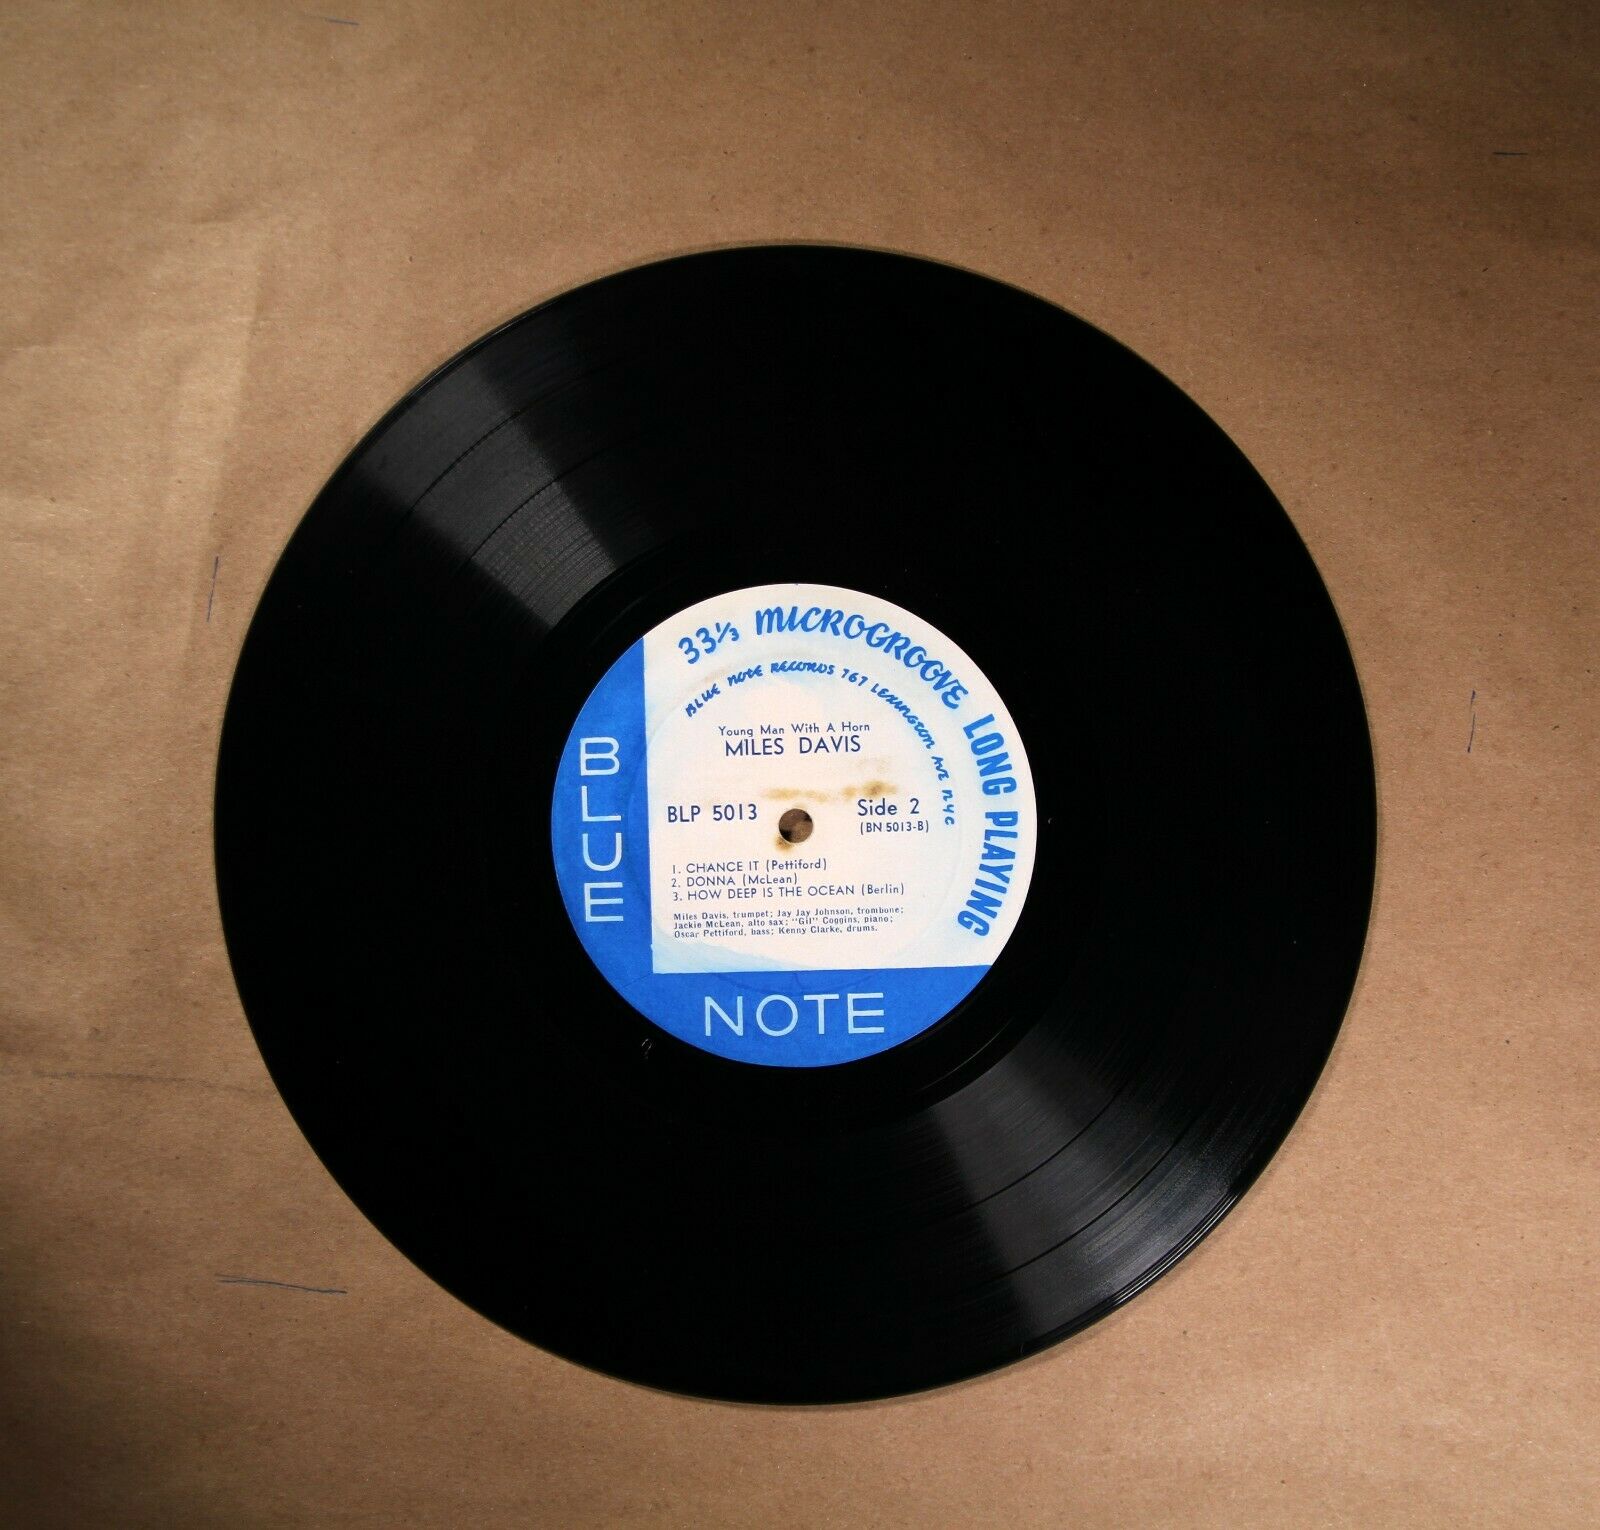 33⅓ MICROGROOVE LONG PLAYING
BLUE NOTE RECORDS 767 LEXINGTON AVE NYC
Young Man With A Horn
MILES DAVIS
BLP 5013
Side 2
(BN 5013-B)
1. CHANCE IT (Pettiford)
2. DONNA (McLean)
3. HOW DEEP IS THE OCEAN (Berlin)
Miles Davis, trumpet; Jay Jay Johnson, trombone;
Jackie McLean, alto sax; "Gil" Coggins, piano;
Oscar Pettiford, bass; Kenny Clarke, drums.
BLUE
NOTE